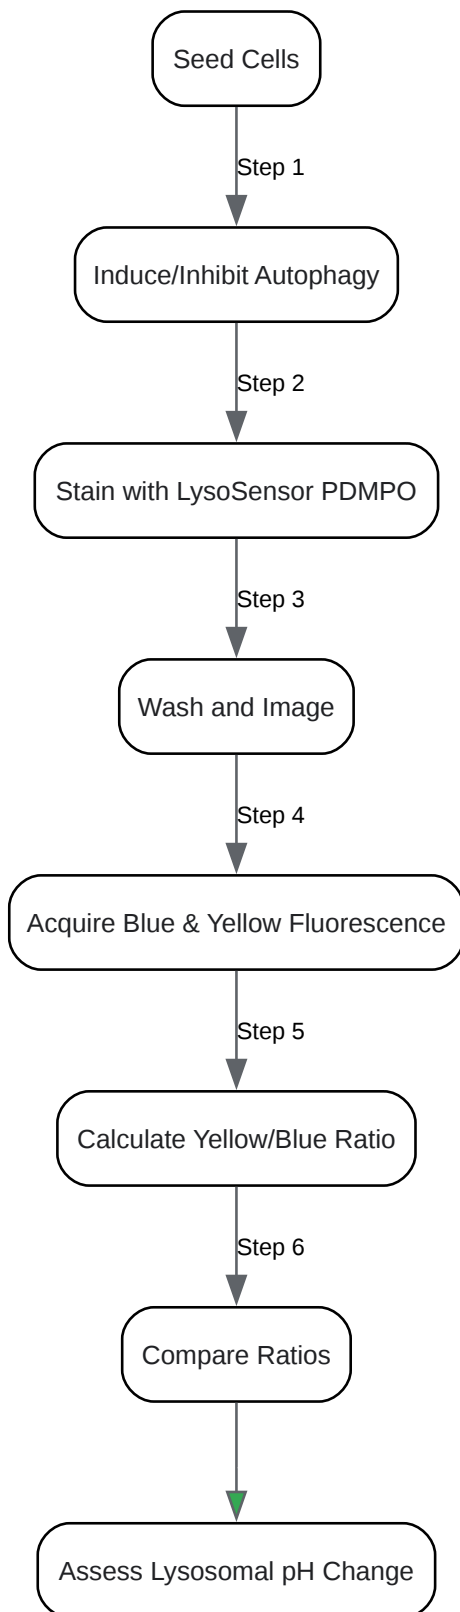 Seed Cells
Step 1
Induce/Inhibit Autophagy
Step 2
Stain with LysoSensor PDMPO
Step 3
Wash and Image
Step 4
Acquire Blue & Yellow Fluorescence
Step 5
Calculate Yellow/Blue Ratio
Step 6
Compare Ratios
Assess Lysosomal pH Change